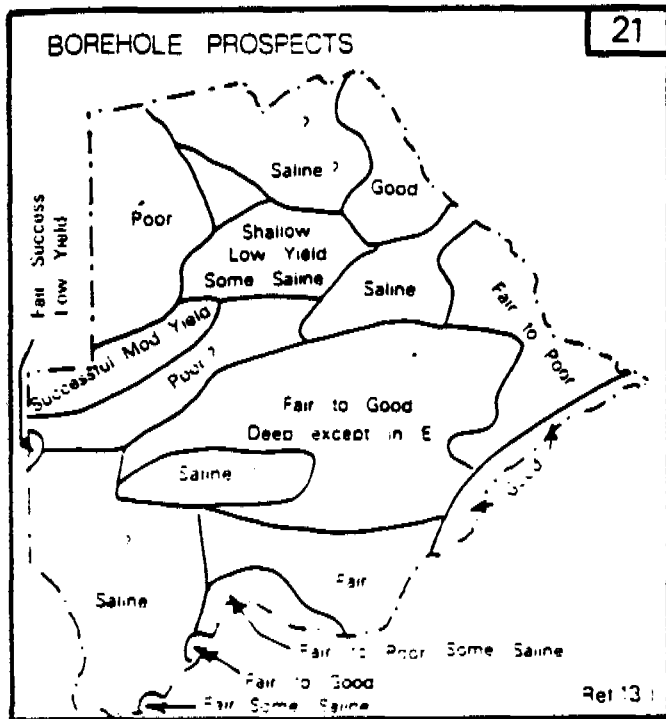 BOREHOLE PROSPECTS
21
?
Saline ?
Good
Poor
Fair Success
Low Yield
Shallow
Low Yield
Some Saline
Saline
Fair to Poor
Successful Mod Yield
Poor ?
Fair to Good
Deep except in E
Saline
Good
?
Saline
Fair
Fair to Poor Some Saline
Fair to Good
Fair Some Saline
Ref 13